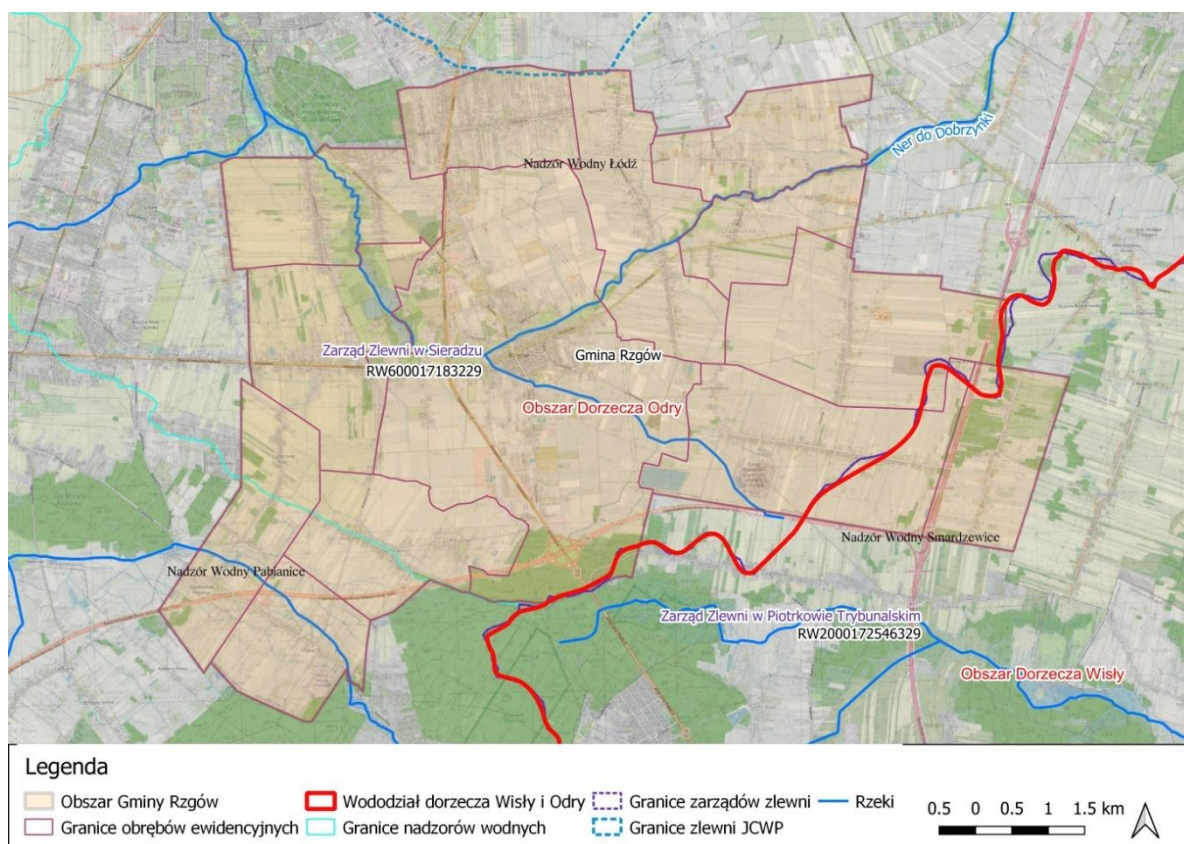 Ner do Dobrzynki
Nadzór Wodny Łódź
Zarząd Zlewni w Sieradzu
RW600017183229
Gmina Rzgów
Obszar Dorzecza Odry
Nadzór Wodny Smardzewice
Nadzór Wodny Pabianice
Zarząd Zlewni w Piotrkowie Trybunalskim
RW2000172546329
Obszar Dorzecza Wisły
Legenda
Obszar Gminy Rzgów
Wododział dorzecza Wisły i Odry
Granice zarządów zlewni
Rzeki
Granice obrębów ewidencyjnych
Granice nadzorów wodnych
Granice zlewni JCWP
0.5 0 0.5 1 1.5 km